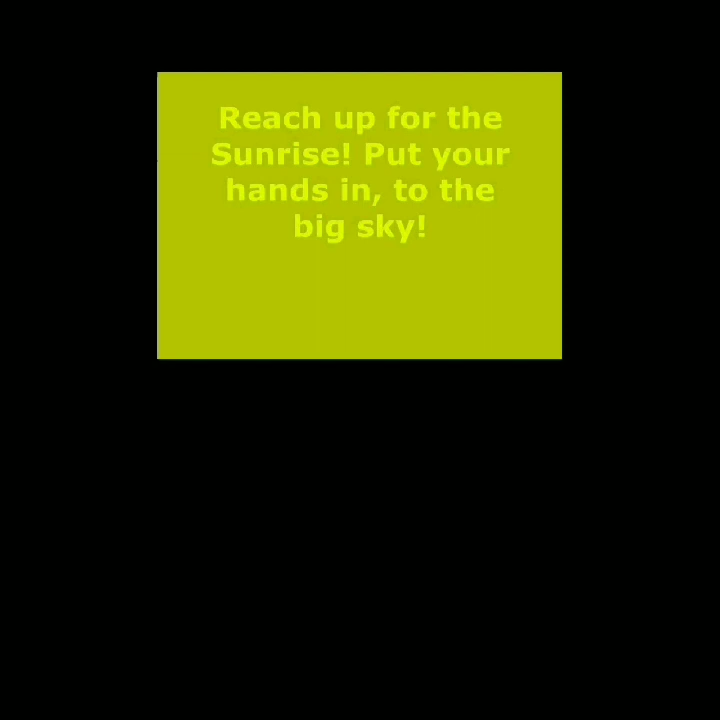 Reach up for the
Sunrise! Put your
hands in, to the
big sky!